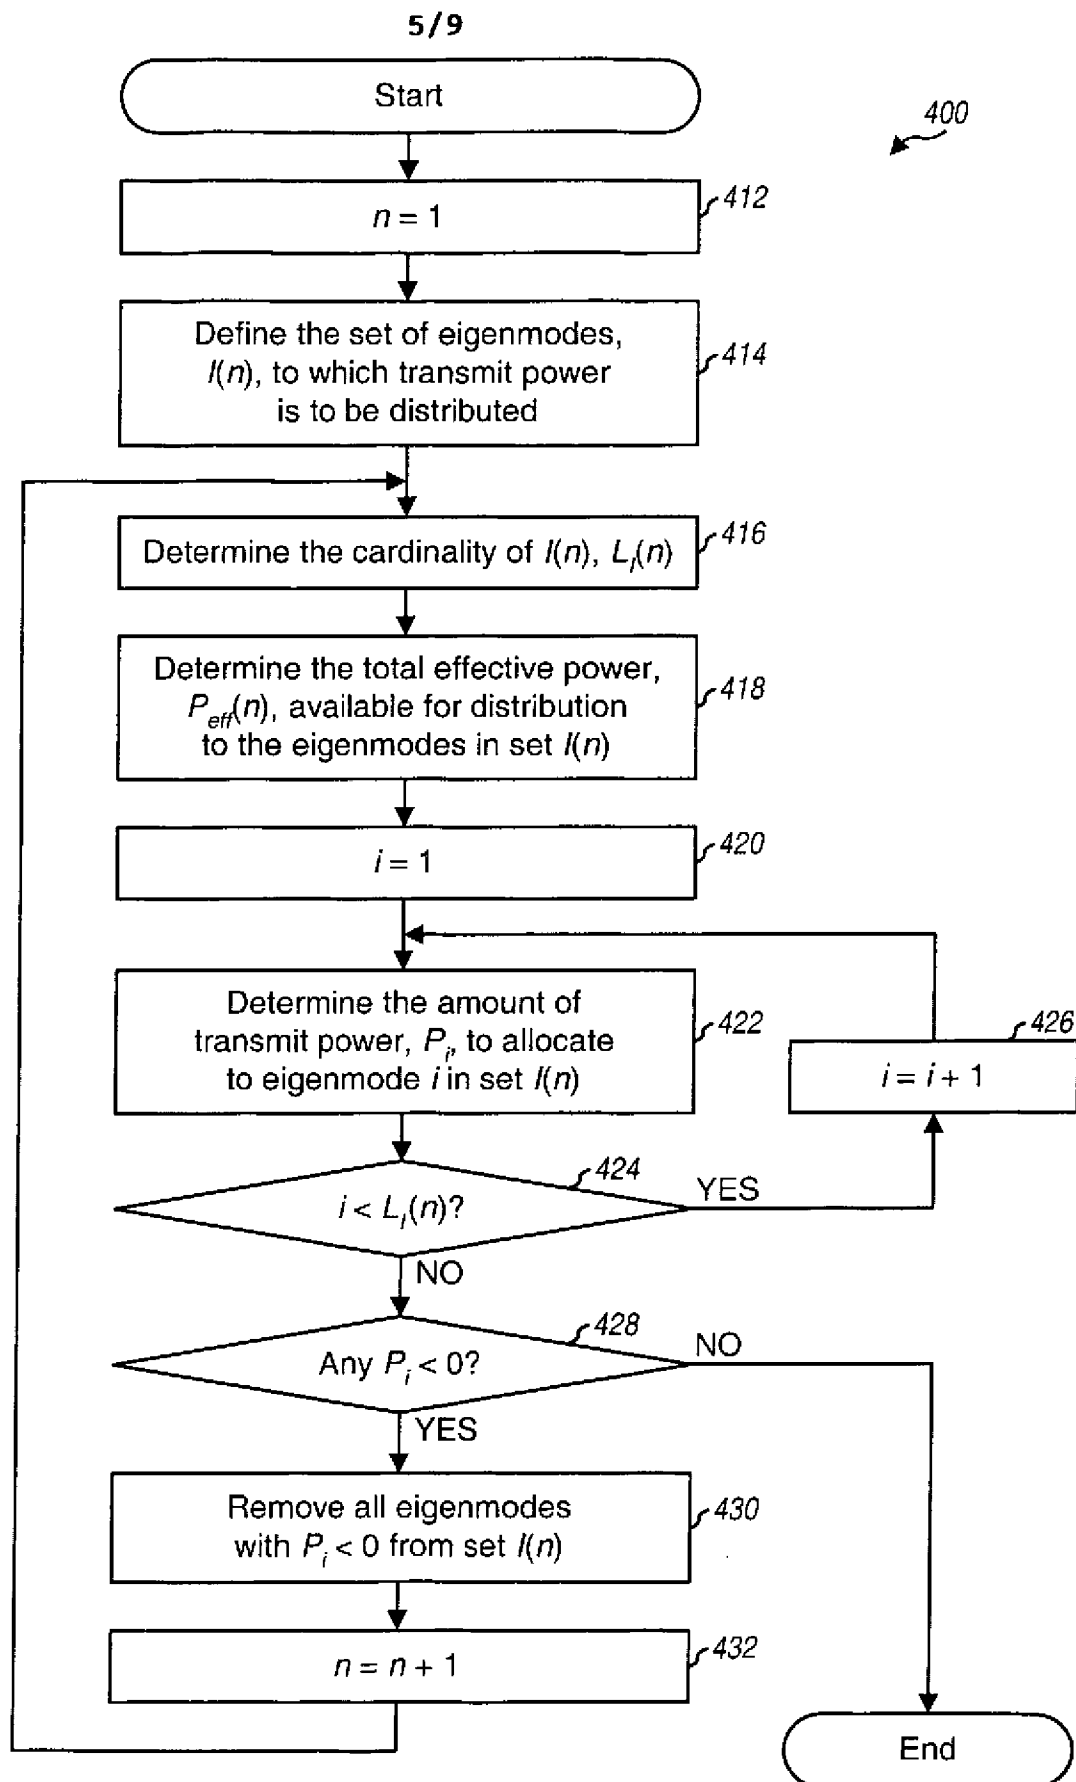 5/9
Start
400
n = 1
412
Define the set of eigenmodes,
I(n), to which transmit power
is to be distributed
414
Determine the cardinality of I(n), L_I(n)
416
Determine the total effective power,
P_eff(n), available for distribution
to the eigenmodes in set I(n)
418
i = 1
420
Determine the amount of
transmit power, P_i, to allocate
to eigenmode i in set I(n)
422
426
i = i + 1
424
i < L_I(n)?
YES
NO
428
Any P_i < 0?
NO
YES
Remove all eigenmodes
with P_i < 0 from set I(n)
430
n = n + 1
432
End